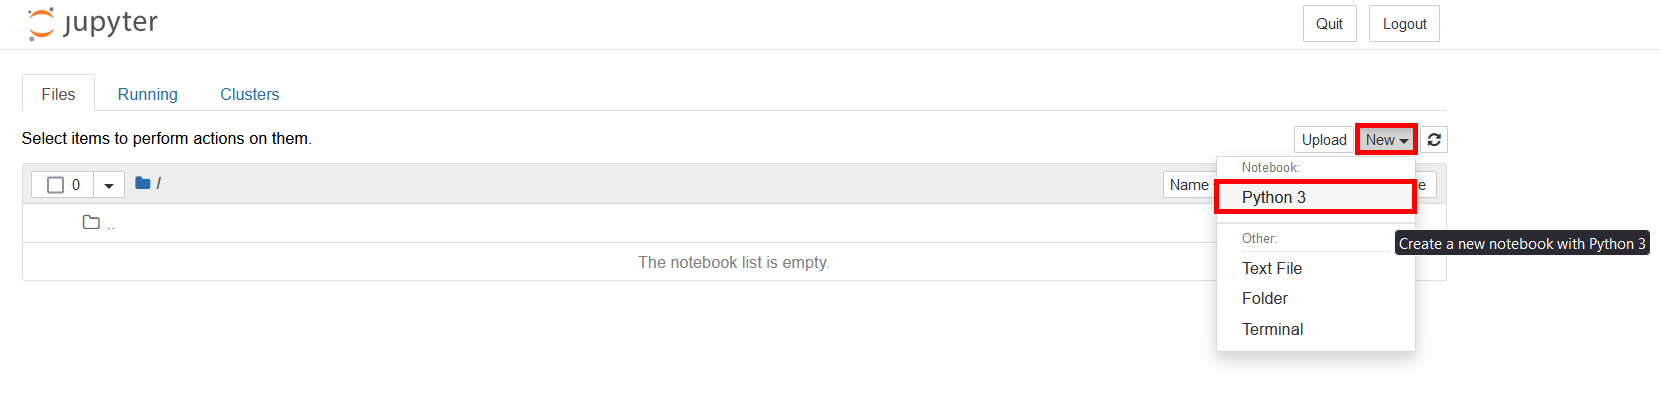 jupyter
Quit Logout
Files Running Clusters
Select items to perform actions on them.
Upload New
0 / Name
Notebook:
Python 3
..
Other:
Create a new notebook with Python 3
The notebook list is empty.
Text File
Folder
Terminal